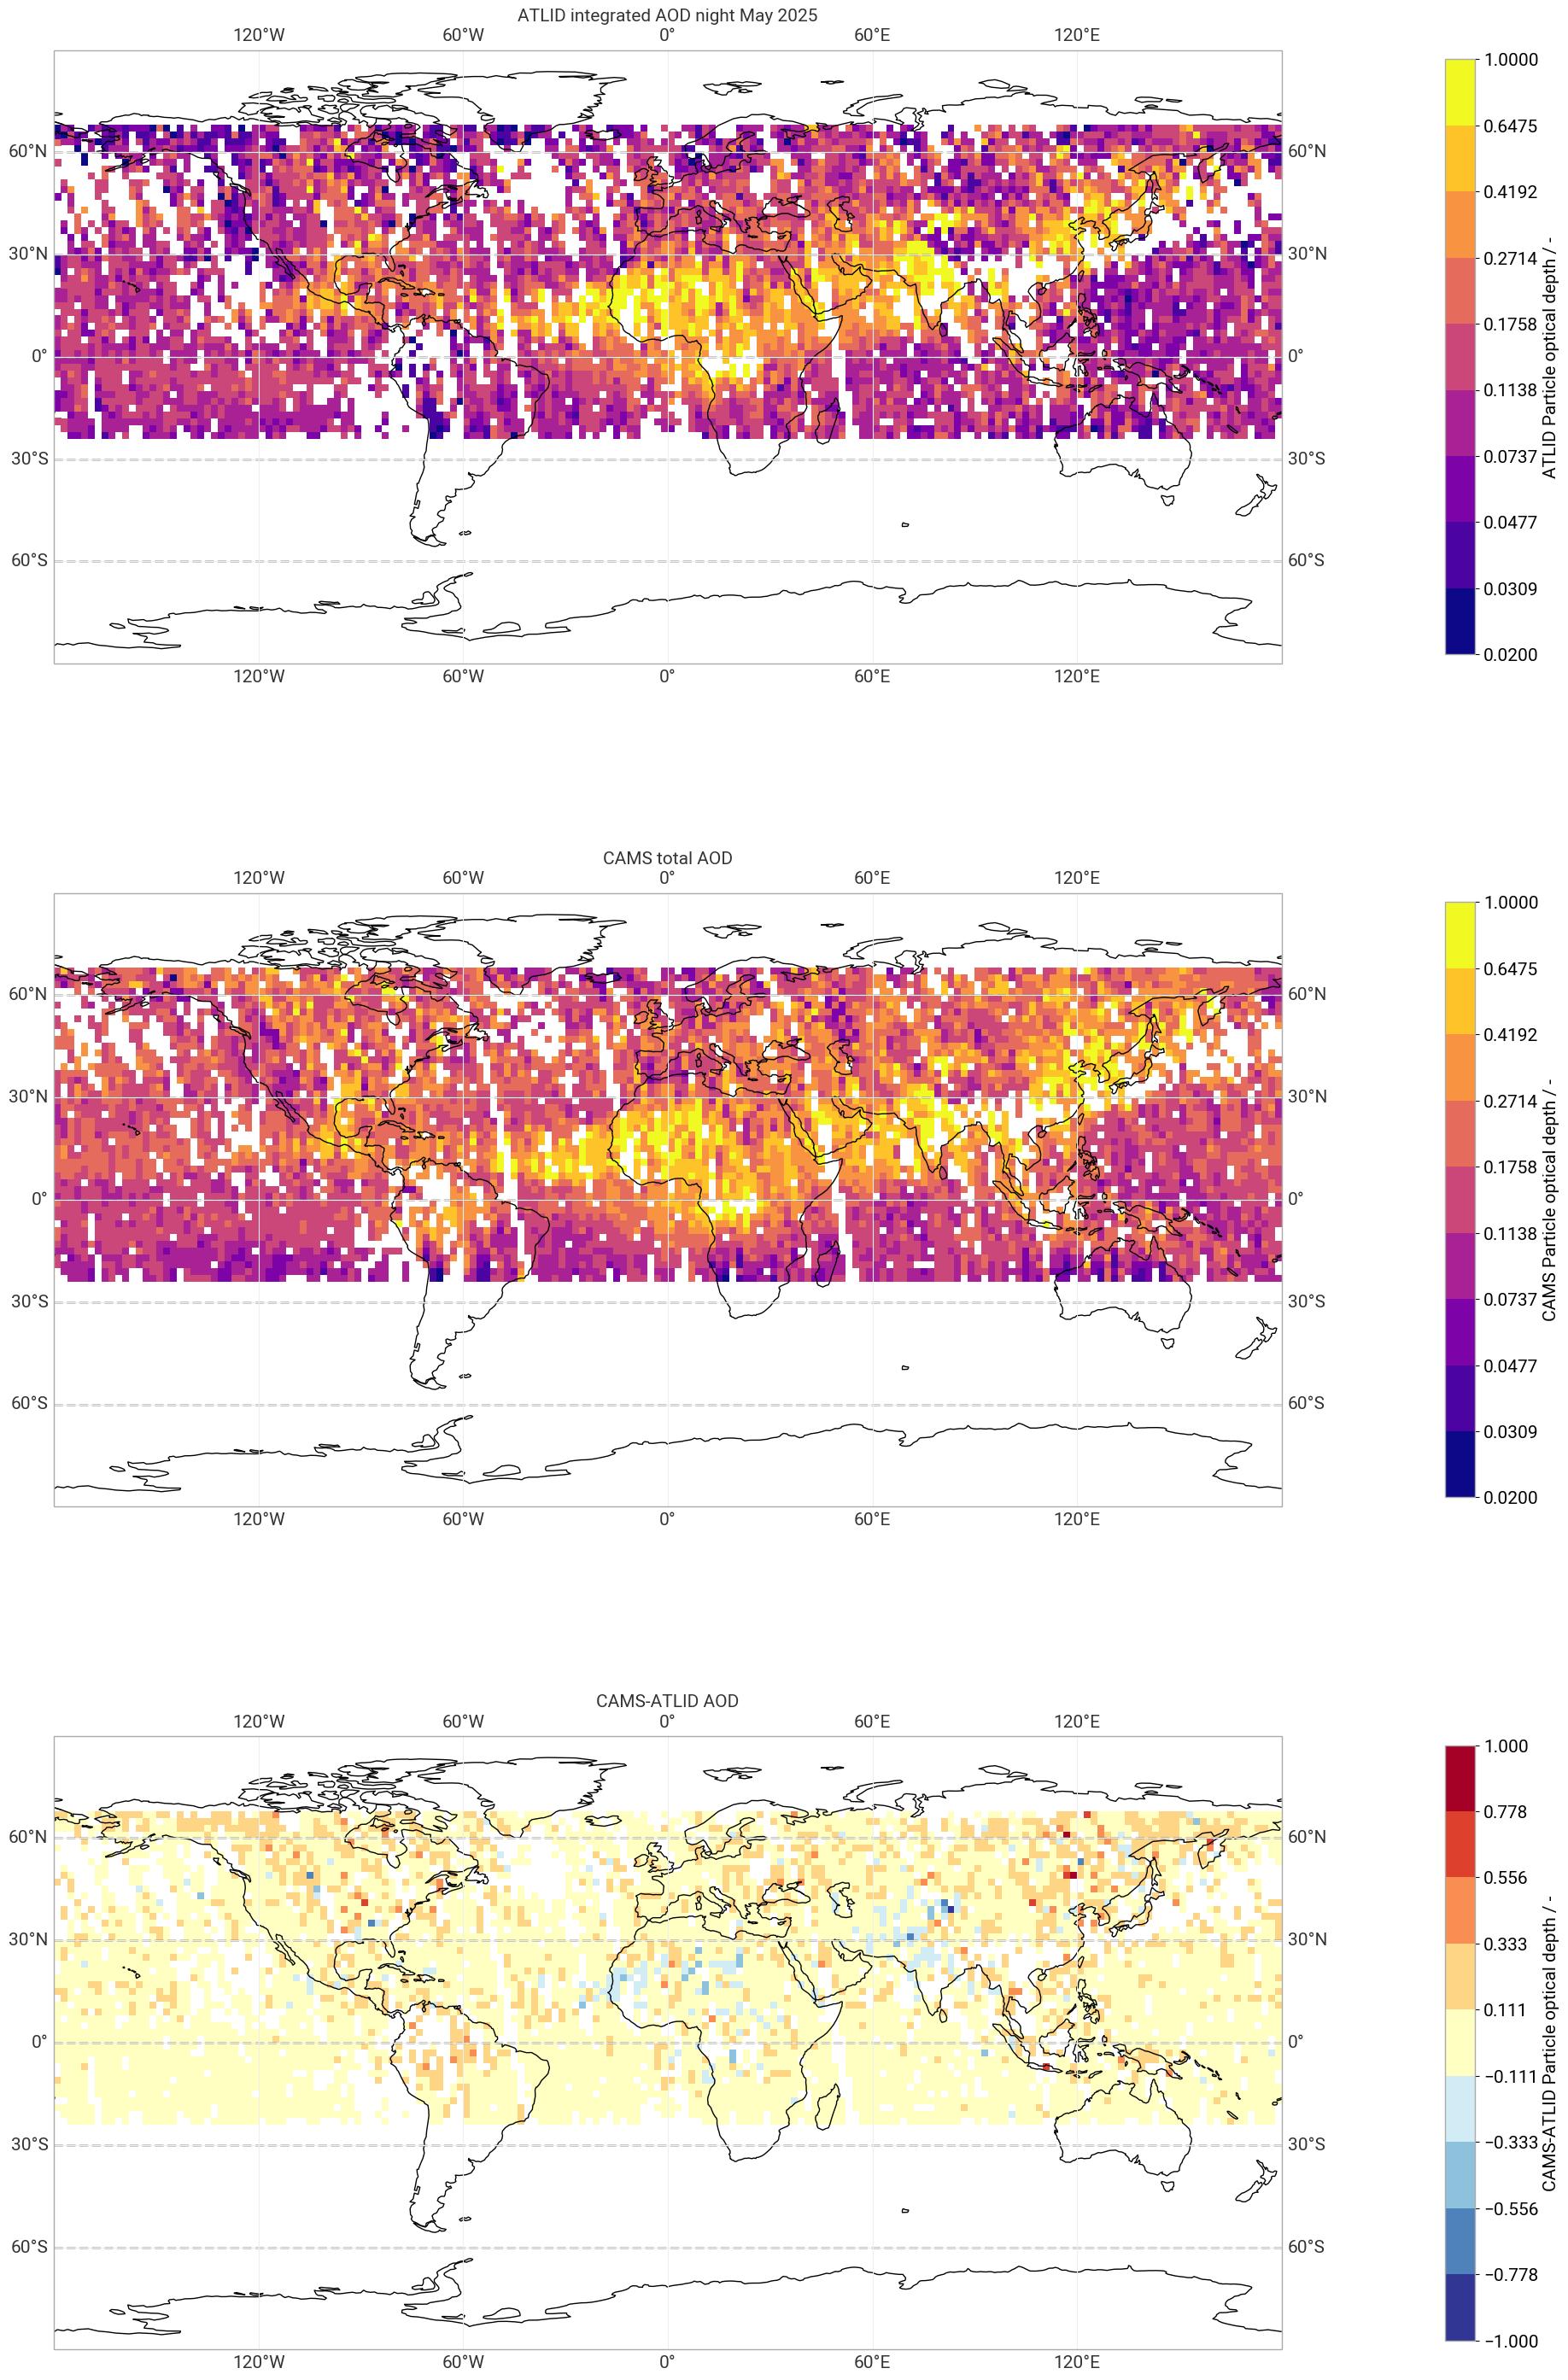 ATLID integrated AOD night May 2025
120°W 60°W 0° 60°E 120°E
60°N 60°N
30°N 30°N
0° 0°
30°S 30°S
60°S 60°S
120°W 60°W 0° 60°E 120°E
1.0000
0.6475
0.4192
0.2714
0.1758
0.1138
0.0737
0.0477
0.0309
0.0200
ATLID Particle optical depth / -
CAMS total AOD
120°W 60°W 0° 60°E 120°E
60°N 60°N
30°N 30°N
0° 0°
30°S 30°S
60°S 60°S
120°W 60°W 0° 60°E 120°E
1.0000
0.6475
0.4192
0.2714
0.1758
0.1138
0.0737
0.0477
0.0309
0.0200
CAMS Particle optical depth / -
CAMS-ATLID AOD
120°W 60°W 0° 60°E 120°E
60°N 60°N
30°N 30°N
0° 0°
30°S 30°S
60°S 60°S
120°W 60°W 0° 60°E 120°E
1.000
0.778
0.556
0.333
0.111
−0.111
−0.333
−0.556
−0.778
−1.000
CAMS-ATLID Particle optical depth / -